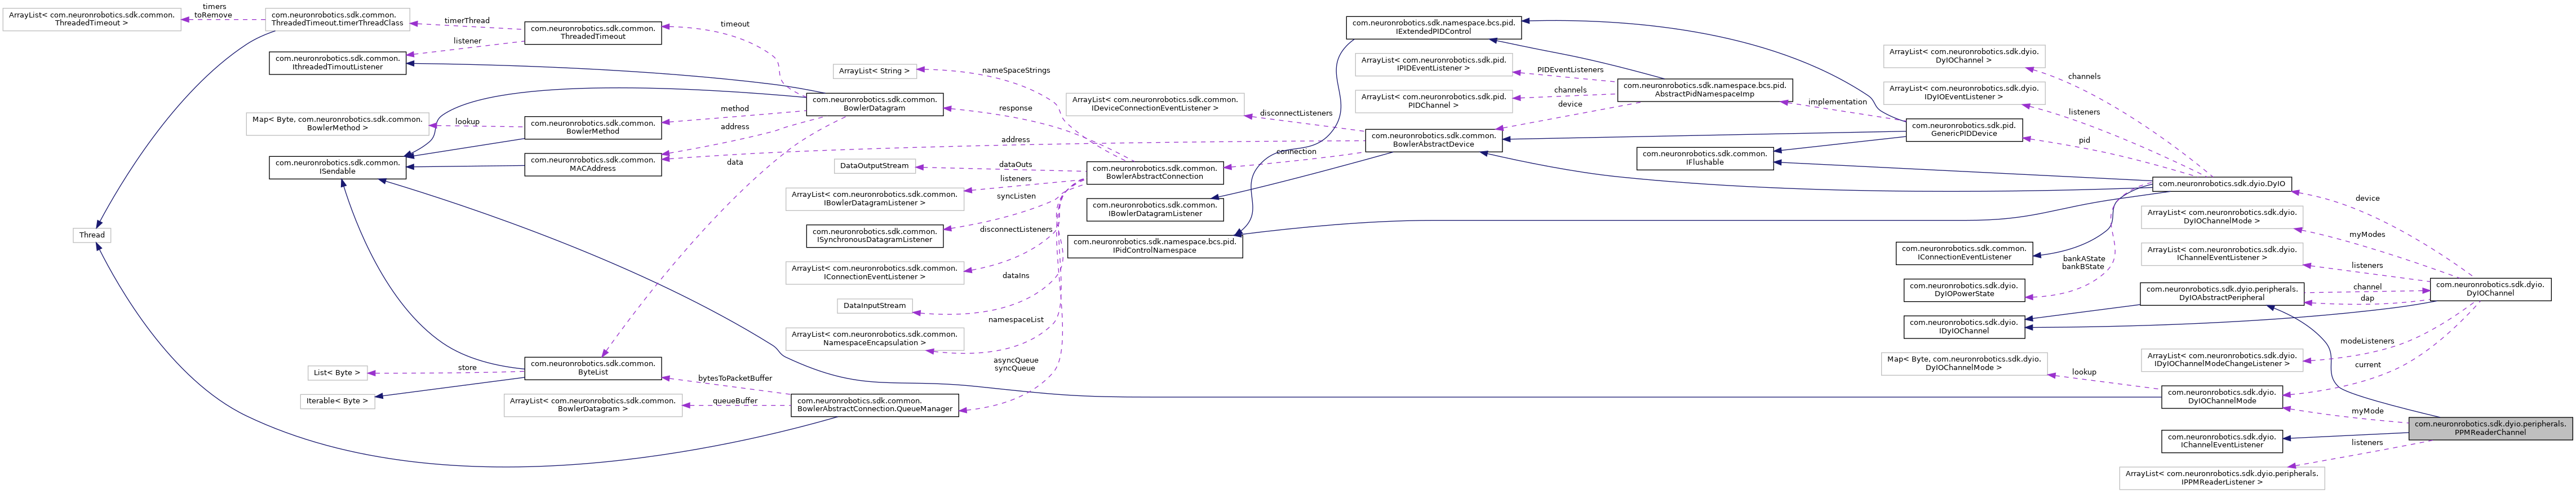 ArrayList< com.neuronrobotics.sdk.common.
ThreadedTimeout >
timers
toRemove
com.neuronrobotics.sdk.common.
ThreadedTimeout.timerThreadClass
timerThread
listener
com.neuronrobotics.sdk.common.
ThreadedTimeout
timeout
com.neuronrobotics.sdk.common.
IthreadedTimoutListener
Map< Byte, com.neuronrobotics.sdk.common.
BowlerMethod >
lookup
com.neuronrobotics.sdk.common.
BowlerMethod
method
address
com.neuronrobotics.sdk.common.
ISendable
com.neuronrobotics.sdk.common.
MACAddress
data
Thread
List< Byte >
store
Iterable< Byte >
com.neuronrobotics.sdk.common.
ByteList
bytesToPacketBuffer
queueBuffer
ArrayList< com.neuronrobotics.sdk.common.
BowlerDatagram >
com.neuronrobotics.sdk.common.
BowlerAbstractConnection.QueueManager
ArrayList< String >
nameSpaceStrings
com.neuronrobotics.sdk.common.
BowlerDatagram
response
address
DataOutputStream
dataOuts
ArrayList< com.neuronrobotics.sdk.common.
IBowlerDatagramListener >
listeners
com.neuronrobotics.sdk.common.
ISynchronousDatagramListener
syncListen
ArrayList< com.neuronrobotics.sdk.common.
IConnectionEventListener >
disconnectListeners
DataInputStream
dataIns
ArrayList< com.neuronrobotics.sdk.common.
NamespaceEncapsulation >
namespaceList
asyncQueue
syncQueue
ArrayList< com.neuronrobotics.sdk.common.
IDeviceConnectionEventListener >
disconnectListeners
connection
com.neuronrobotics.sdk.common.
BowlerAbstractConnection
com.neuronrobotics.sdk.common.
IBowlerDatagramListener
com.neuronrobotics.sdk.namespace.bcs.pid.
IPidControlNamespace
com.neuronrobotics.sdk.namespace.bcs.pid.
IExtendedPIDControl
ArrayList< com.neuronrobotics.sdk.pid.
IPIDEventListener >
PIDEventListeners
ArrayList< com.neuronrobotics.sdk.pid.
PIDChannel >
channels
device
com.neuronrobotics.sdk.common.
BowlerAbstractDevice
com.neuronrobotics.sdk.namespace.bcs.pid.
AbstractPidNamespaceImp
implementation
com.neuronrobotics.sdk.common.
IFlushable
com.neuronrobotics.sdk.pid.
GenericPIDDevice
ArrayList< com.neuronrobotics.sdk.dyio.
DyIOChannel >
channels
ArrayList< com.neuronrobotics.sdk.dyio.
IDyIOEventListener >
listeners
pid
com.neuronrobotics.sdk.dyio.DyIO
device
com.neuronrobotics.sdk.common.
IConnectionEventListener
bankAState
bankBState
com.neuronrobotics.sdk.dyio.
DyIOPowerState
com.neuronrobotics.sdk.dyio.
IDyIOChannel
ArrayList< com.neuronrobotics.sdk.dyio.
DyIOChannelMode >
myModes
ArrayList< com.neuronrobotics.sdk.dyio.
IChannelEventListener >
listeners
com.neuronrobotics.sdk.dyio.peripherals.
DyIOAbstractPeripheral
channel
dap
com.neuronrobotics.sdk.dyio.
DyIOChannel
ArrayList< com.neuronrobotics.sdk.dyio.
IDyIOChannelModeChangeListener >
modeListeners
current
Map< Byte, com.neuronrobotics.sdk.dyio.
DyIOChannelMode >
lookup
com.neuronrobotics.sdk.dyio.
DyIOChannelMode
myMode
com.neuronrobotics.sdk.dyio.
IChannelEventListener
listeners
com.neuronrobotics.sdk.dyio.peripherals.
PPMReaderChannel
ArrayList< com.neuronrobotics.sdk.dyio.peripherals.
IPPMReaderListener >